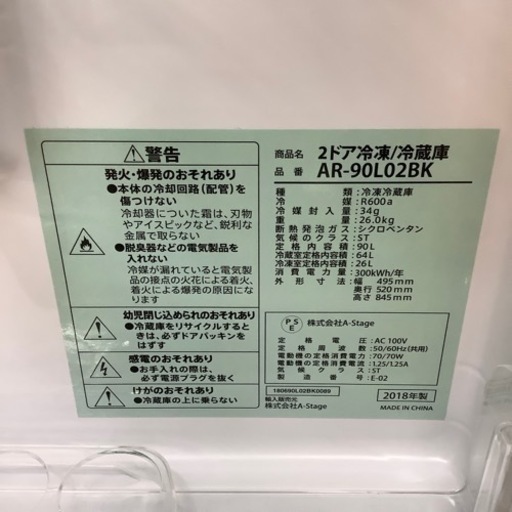 警告
発火・爆発のおそれあり
●本体の冷却回路(配管)を
傷つけない
冷却器についた霜は、刃物
やアイスピックなど、鋭利な
金属で取らない
●脱臭器などの電気製品を
入れない
冷媒が漏れていると電気製
品の接点の火花による着火、
着火による爆発の原因に
なります
幼児閉じ込められのおそれあり
●冷蔵庫をリサイクルすると
きは、必ずドアパッキンを
はずす
感電のおそれあり
●お手入れの際は、
必ず電源プラグを抜く
けがのおそれあり
●冷蔵庫の上に乗らない
商品名 2ドア冷凍/冷蔵庫
品番 AR-90L02BK
種類:冷凍冷蔵庫
冷媒:R600a
冷媒封入量:34g
重量:26.0kg
断熱発泡ガス:シクロペンタン
気候のクラス:ST
定格内容積:90L
冷蔵室定格内容積:64L
冷凍室定格内容積:26L
消費電力量:300kWh/年
外形寸法:幅 495mm
奥行 520mm
高さ 845mm
PSE 株式会社A-Stage
定格電圧:AC 100V
定格周波数:50/60Hz(共用)
電動機の定格消費電力:70/70W
電動機の定格消費電流:1.25/1.25A
気候クラス:ST
製造番号:E-02
180690L02BK0089
輸入販売元
株式会社A-Stage
2018年製
MADE IN CHINA